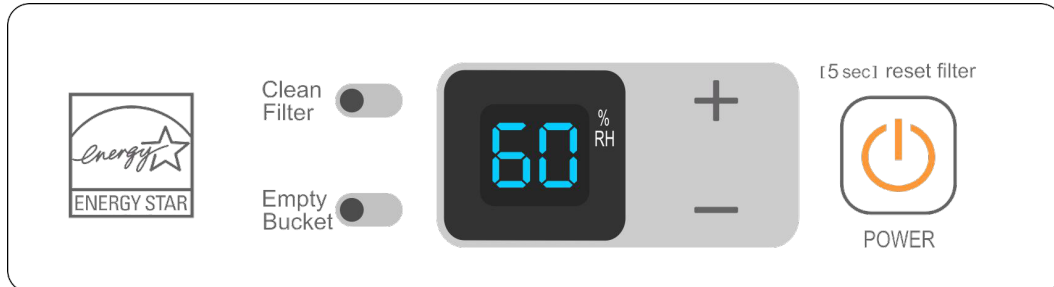 energy
ENERGY STAR
Clean
Filter
Empty
Bucket
60
%
RH
+
−
[5 sec] reset filter
POWER